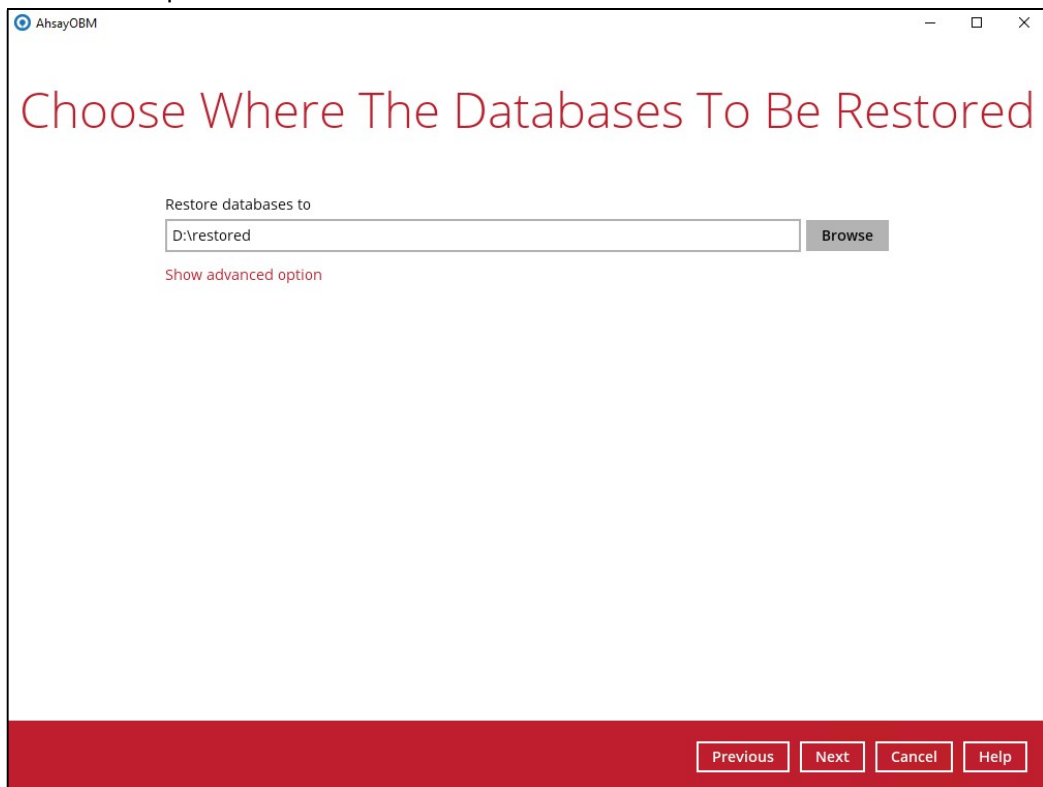 AhsayOBM
Choose Where The Databases To Be Restored
Restore databases to
D:\restored
Browse
Show advanced option
Previous Next Cancel Help